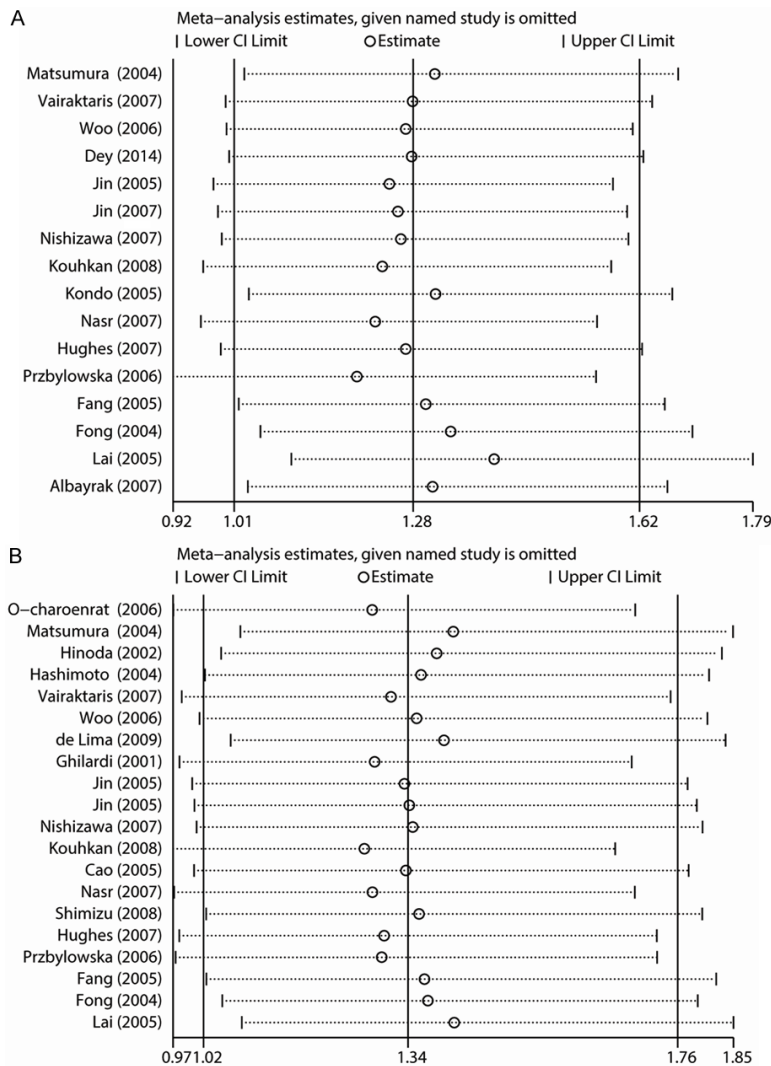 A
Meta−analysis estimates, given named study is omitted
| Lower CI Limit O Estimate | Upper CI Limit
Matsumura (2004)
Vairaktaris (2007)
Woo (2006)
Dey (2014)
Jin (2005)
Jin (2007)
Nishizawa (2007)
Kouhkan (2008)
Kondo (2005)
Nasr (2007)
Hughes (2007)
Przbylowska (2006)
Fang (2005)
Fong (2004)
Lai (2005)
Albayrak (2007)
0.92 1.01 1.28 1.62 1.79
B
Meta−analysis estimates, given named study is omitted
| Lower CI Limit O Estimate | Upper CI Limit
O−charoenrat (2006)
Matsumura (2004)
Hinoda (2002)
Hashimoto (2004)
Vairaktaris (2007)
Woo (2006)
de Lima (2009)
Ghilardi (2001)
Jin (2005)
Jin (2005)
Nishizawa (2007)
Kouhkan (2008)
Cao (2005)
Nasr (2007)
Shimizu (2008)
Hughes (2007)
Przbylowska (2006)
Fang (2005)
Fong (2004)
Lai (2005)
0.97 1.02 1.34 1.76 1.85